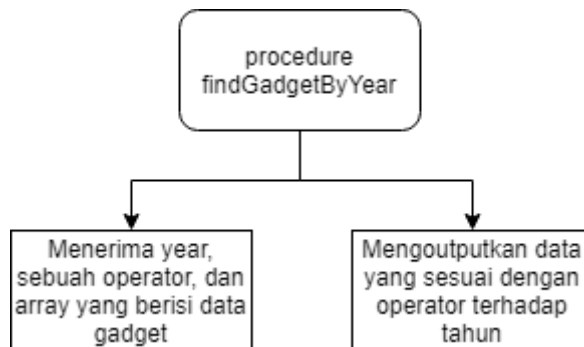 procedure
findGadgetByYear
Menerima year,
sebuah operator, dan
array yang berisi data
gadget
Mengoutputkan data
yang sesuai dengan
operator terhadap
tahun